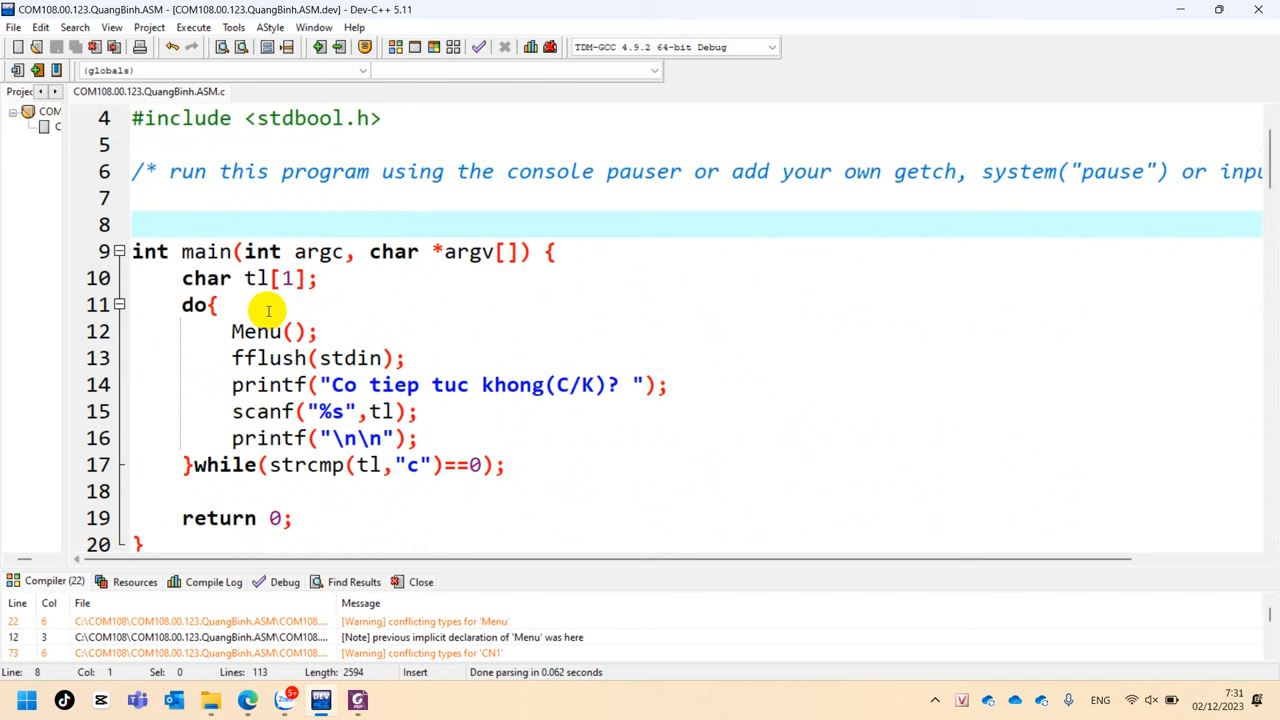 COM108.00.123.QuangBinh.ASM - [COM108.00.123.QuangBinh.ASM.dev] - Dev-C++ 5.11
File Edit Search View Project Execute Tools AStyle Window Help
TDM-GCC 4.9.2 64-bit Debug
(globals)
Projec COM108.00.123.QuangBinh.ASM.c
COM
C
4 #include <stdbool.h>
5
6 /* run this program using the console pauser or add your own getch, system("pause") or inpu
7
8
9 int main(int argc, char *argv[]) {
10 char tl[1];
11 do{
12 Menu();
13 fflush(stdin);
14 printf("Co tiep tuc khong(C/K)? ");
15 scanf("%s",tl);
16 printf("\n\n");
17 }while(strcmp(tl,"c")==0);
18
19 return 0;
20 }
Compiler (22) Resources Compile Log Debug Find Results Close
Line Col File Message
22 6 C:\COM108\COM108.00.123.QuangBinh.ASM\COM108.... [Warning] conflicting types for 'Menu'
12 3 C:\COM108\COM108.00.123.QuangBinh.ASM\COM108.... [Note] previous implicit declaration of 'Menu' was here
73 6 C:\COM108\COM108.00.123.QuangBinh.ASM\COM108.... [Warning] conflicting types for 'CN1'
Line: 8 Col: 1 Sel: 0 Lines: 113 Length: 2594 Insert Done parsing in 0.062 seconds
5+
DEV
PDF
V
ENG
7:31
02/12/2023